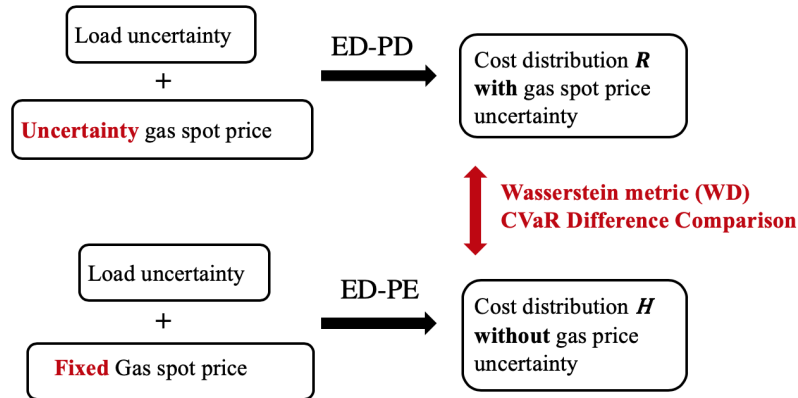 Load uncertainty
+
Uncertainty gas spot price
ED-PD
Cost distribution R
with gas spot price
uncertainty
Wasserstein metric (WD)
CVaR Difference Comparison
Load uncertainty
+
Fixed Gas spot price
ED-PE
Cost distribution H
without gas price
uncertainty